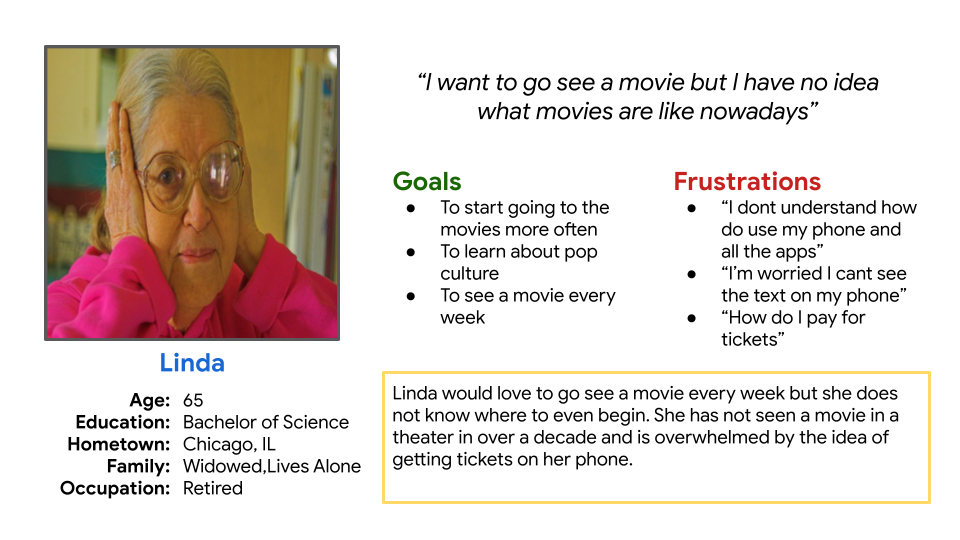 “I want to go see a movie but I have no idea
what movies are like nowadays”
Goals
● To start going to the
movies more often
● To learn about pop
culture
● To see a movie every
week
Frustrations
● “I dont understand how
do use my phone and
all the apps”
● “I’m worried I cant see
the text on my phone”
● “How do I pay for
tickets”
Linda
Age: 65
Education: Bachelor of Science
Hometown: Chicago, IL
Family: Widowed,Lives Alone
Occupation: Retired
Linda would love to go see a movie every week but she does
not know where to even begin. She has not seen a movie in a
theater in over a decade and is overwhelmed by the idea of
getting tickets on her phone.